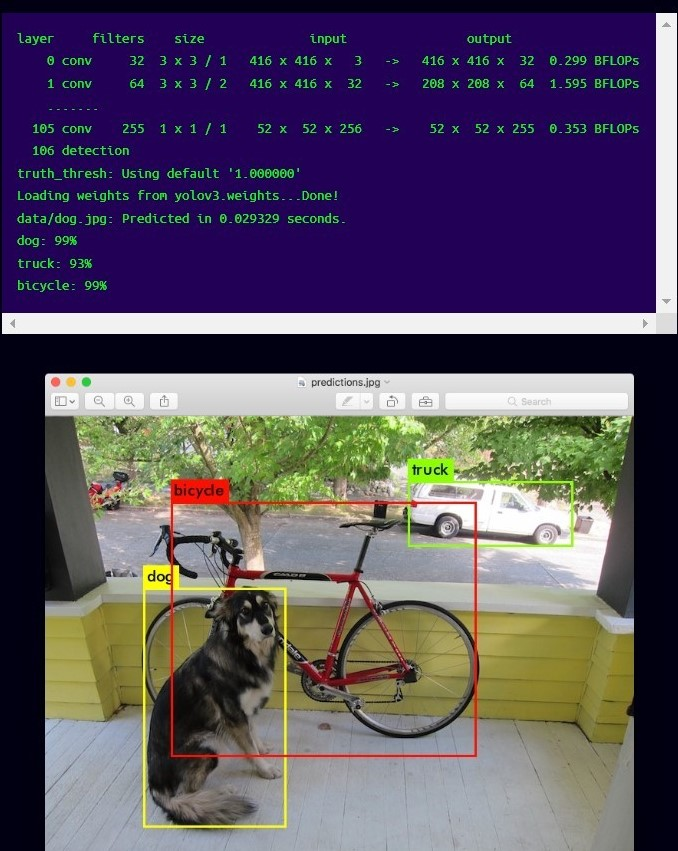 layer     filters    size              input                output
0 conv     32  3 x 3 / 1   416 x 416 x   3   ->   416 x 416 x  32  0.299 BFLOPs
1 conv     64  3 x 3 / 2   416 x 416 x  32   ->   208 x 208 x  64  1.595 BFLOPs
.......
105 conv    255  1 x 1 / 1    52 x  52 x 256   ->    52 x  52 x 255  0.353 BFLOPs
106 detection
truth_thresh: Using default '1.000000'
Loading weights from yolov3.weights...Done!
data/dog.jpg: Predicted in 0.029329 seconds.
dog: 99%
truck: 93%
bicycle: 99%
predictions.jpg
Search
truck
bicycle
dog